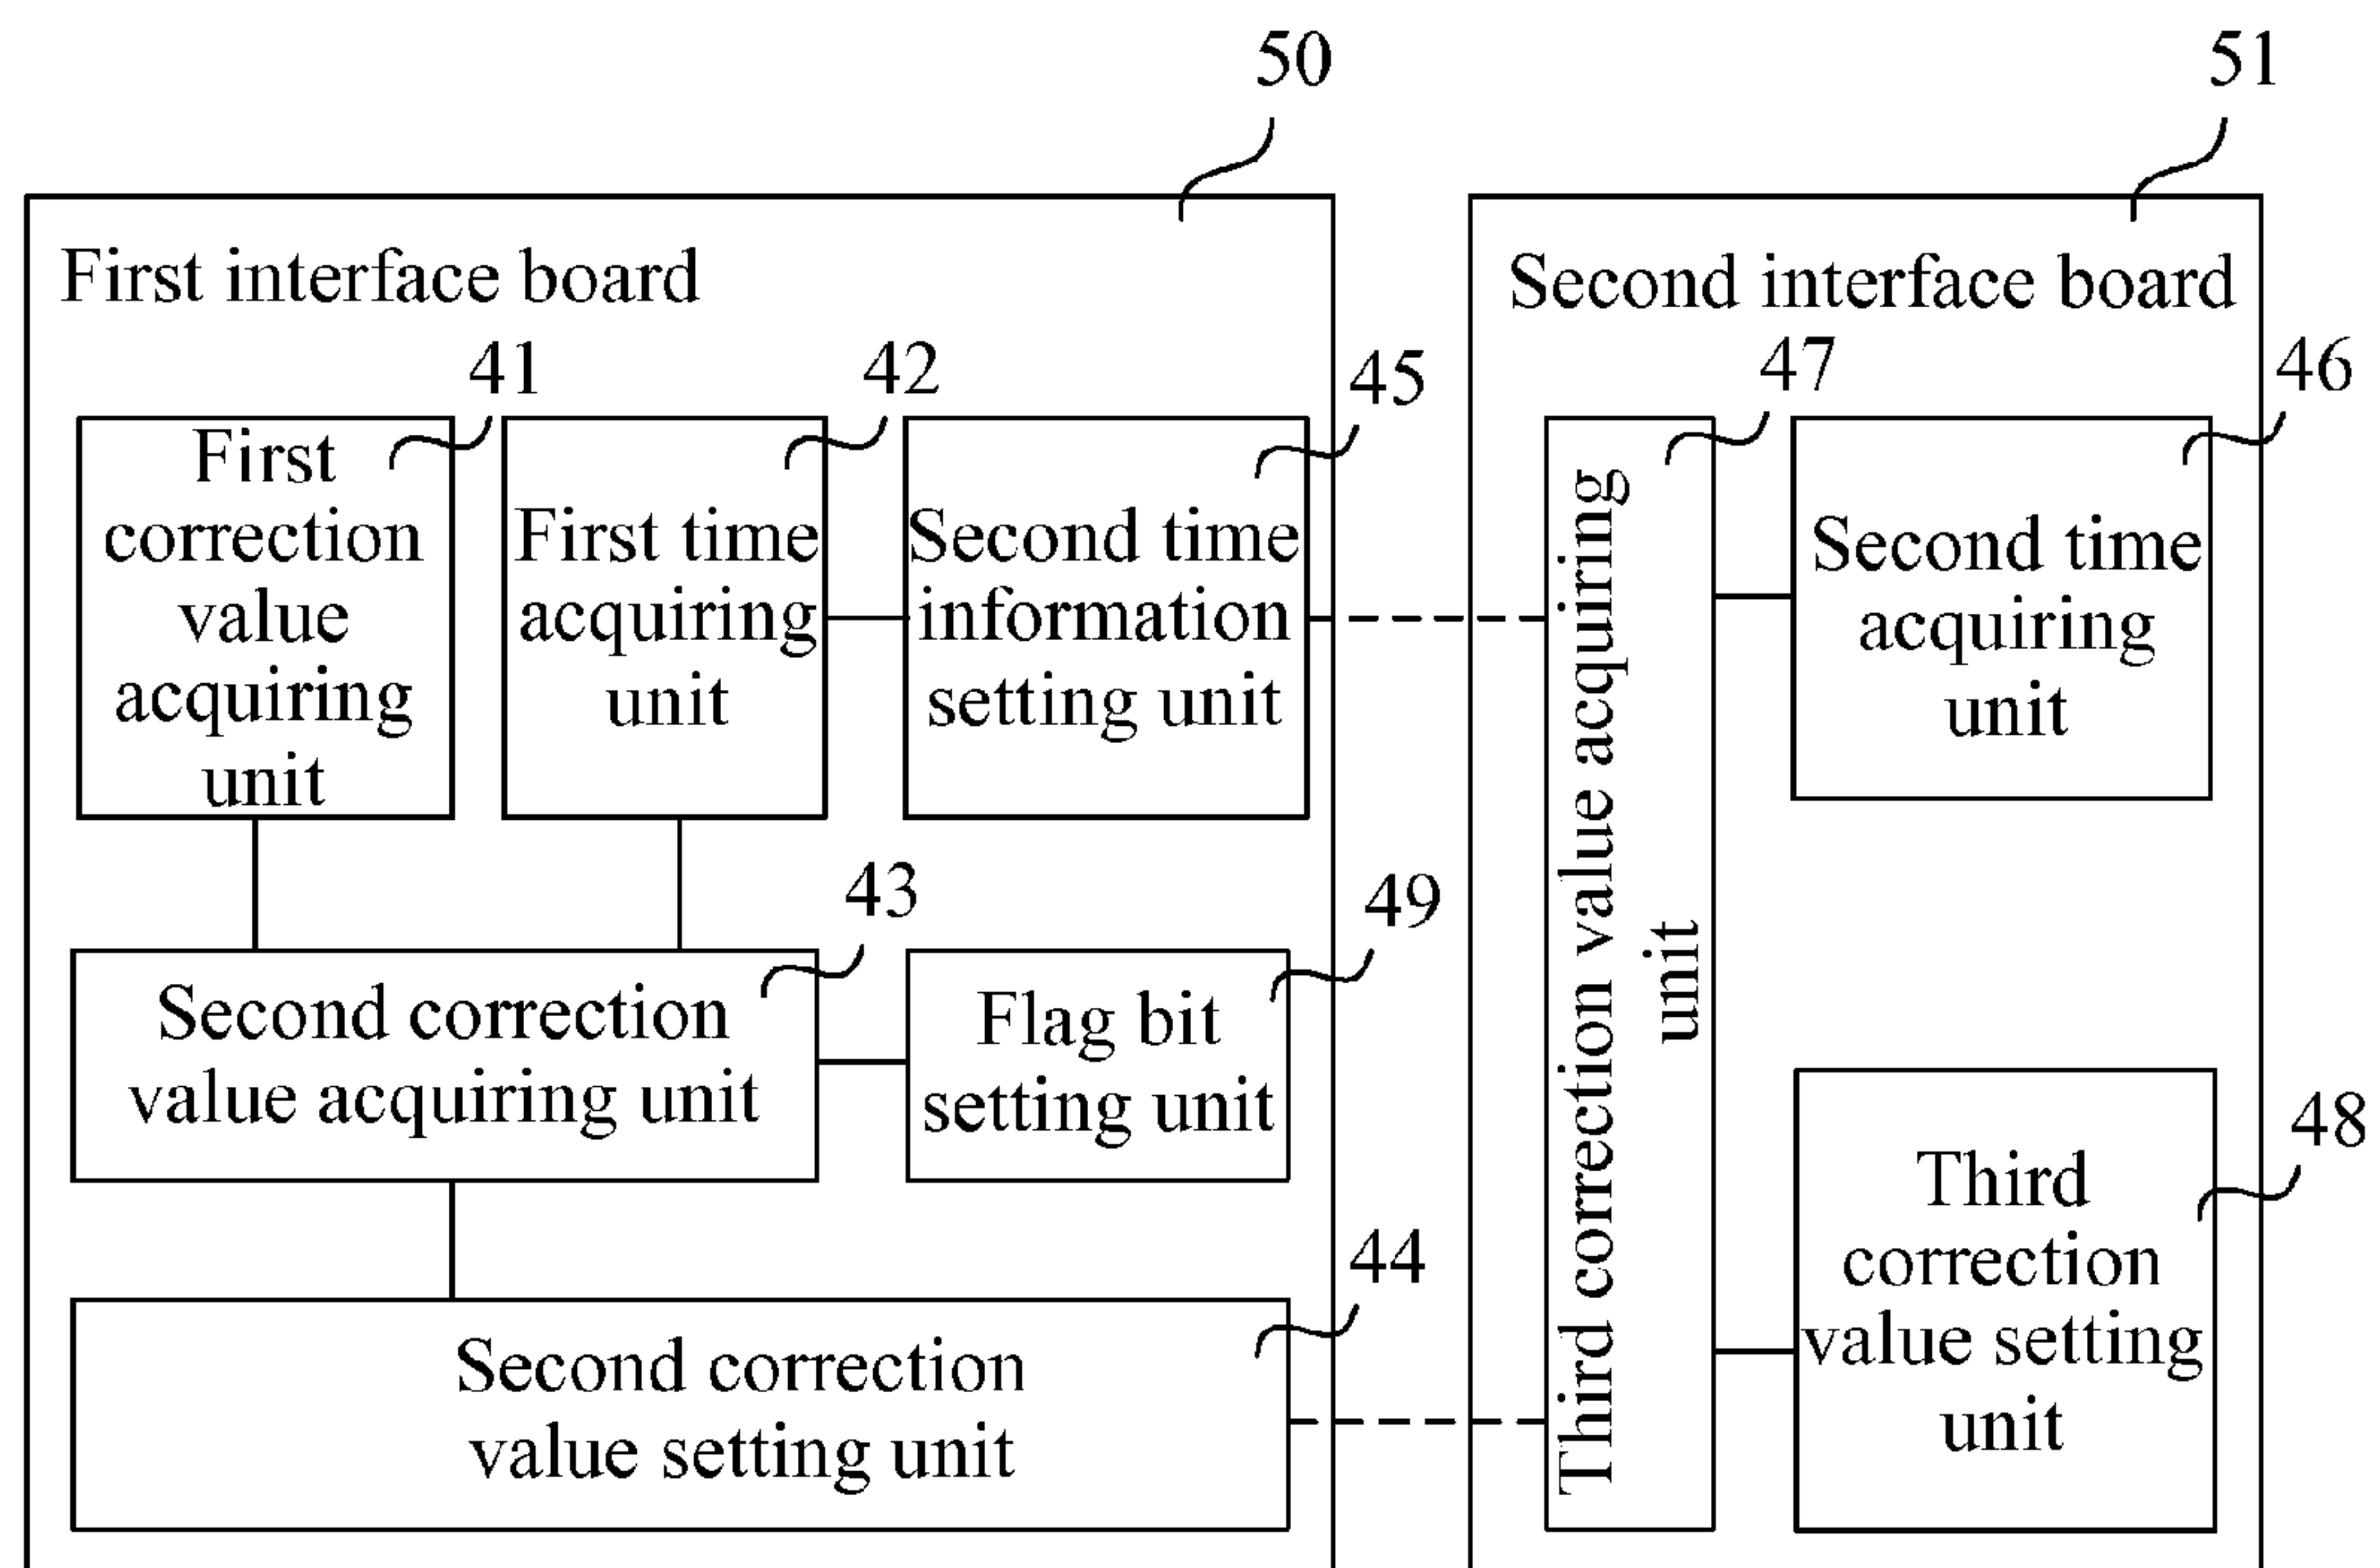 50
51
First interface board
Second interface board
41
42
45
47
46
First
correction
value
acquiring
unit
First time
acquiring
unit
Second time
information
setting unit
Third correction value acquiring
unit
Second time
acquiring
unit
43
49
Second correction
value acquiring unit
Flag bit
setting unit
48
Third
correction
value setting
unit
44
Second correction
value setting unit